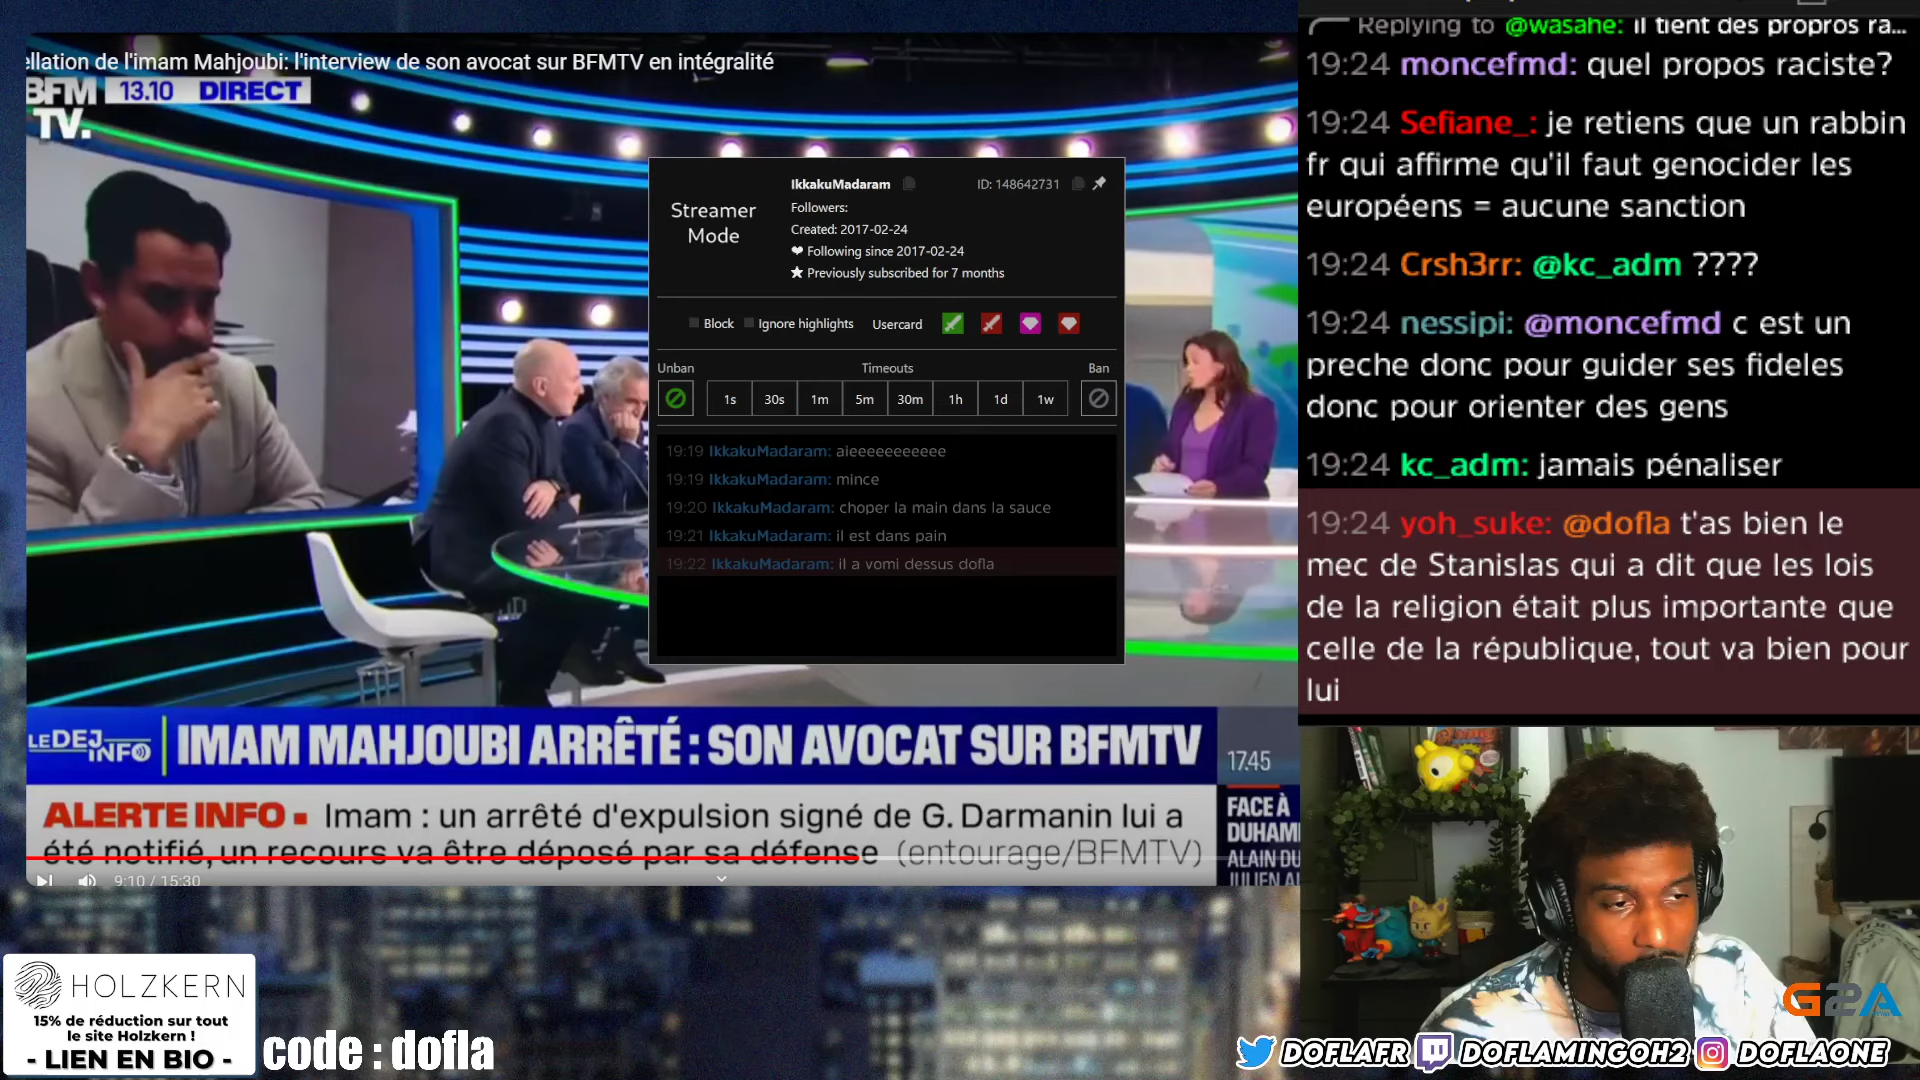 ellation de l'imam Mahjoubi: l'interview de son avocat sur BFMTV en intégralité
BFM 13.10 DIRECT
TV.
Streamer
Mode
IkkakuMadaram
ID: 148642731
Followers:
Created: 2017-02-24
Following since 2017-02-24
Previously subscribed for 7 months
Block
Ignore highlights
Usercard
Unban
Timeouts
Ban
1s 30s 1m 5m 30m 1h 1d 1w
19:19 IkkakuMadaram: aieeeeeeeeeee
19:19 IkkakuMadaram: mince
19:20 IkkakuMadaram: choper la main dans la sauce
19:21 IkkakuMadaram: il est dans pain
19:22 IkkakuMadaram: il a vomi dessus dofla
LE DEJ INFO
IMAM MAHJOUBI ARRÊTÉ : SON AVOCAT SUR BFMTV
17.45
ALERTE INFO ▪ Imam : un arrêté d'expulsion signé de G. Darmanin lui a
été notifié, un recours va être déposé par sa défense (entourage/BFMTV)
FACE À
DUHAM
ALAIN DU
JULIEN A
9:10 / 15:30
Replying to @wasahe: il tient des propros ra...
19:24 moncefmd: quel propos raciste?
19:24 Sefiane_: je retiens que un rabbin
fr qui affirme qu'il faut genocider les
européens = aucune sanction
19:24 Crsh3rr: @kc_adm ????
19:24 nessipi: @moncefmd c est un
preche donc pour guider ses fideles
donc pour orienter des gens
19:24 kc_adm: jamais pénaliser
19:24 yoh_suke: @dofla t'as bien le
mec de Stanislas qui a dit que les lois
de la religion était plus importante que
celle de la république, tout va bien pour
lui
HOLZKERN
15% de réduction sur tout
le site Holzkern !
- LIEN EN BIO -
code : dofla
G2A
DOFLAFR
DOFLAMINGOH2
DOFLAONE